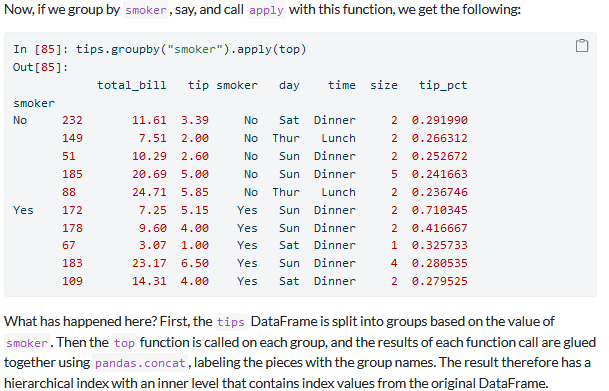 Now, if we group by smoker, say, and call apply with this function, we get the following:
In [85]: tips.groupby("smoker").apply(top)
Out[85]:
total_bill tip smoker day time size tip_pct
smoker
No 232 11.61 3.39 No Sat Dinner 2 0.291990
149 7.51 2.00 No Thur Lunch 2 0.266312
51 10.29 2.60 No Sun Dinner 2 0.252672
185 20.69 5.00 No Sun Dinner 5 0.241663
88 24.71 5.85 No Thur Lunch 2 0.236746
Yes 172 7.25 5.15 Yes Sun Dinner 2 0.710345
178 9.60 4.00 Yes Sun Dinner 2 0.416667
67 3.07 1.00 Yes Sat Dinner 1 0.325733
183 23.17 6.50 Yes Sun Dinner 4 0.280535
109 14.31 4.00 Yes Sat Dinner 2 0.279525
What has happened here? First, the tips DataFrame is split into groups based on the value of
smoker. Then the top function is called on each group, and the results of each function call are glued
together using pandas.concat, labeling the pieces with the group names. The result therefore has a
hierarchical index with an inner level that contains index values from the original DataFrame.